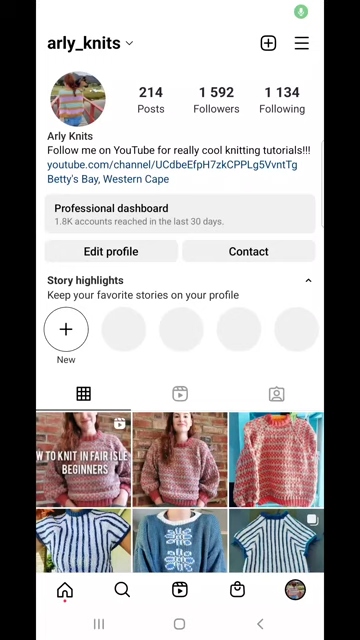 arly_knits
214
1 592
1 134
Posts
Followers
Following
Arly Knits
Follow me on YouTube for really cool knitting tutorials!!!
youtube.com/channel/UCdbeEfpH7zkCPPLg5VvntTg
Betty's Bay, Western Cape
Professional dashboard
1.8K accounts reached in the last 30 days.
Edit profile
Contact
Story highlights
Keep your favorite stories on your profile
New
W TO KNIT IN FAIR ISLE
BEGINNERS